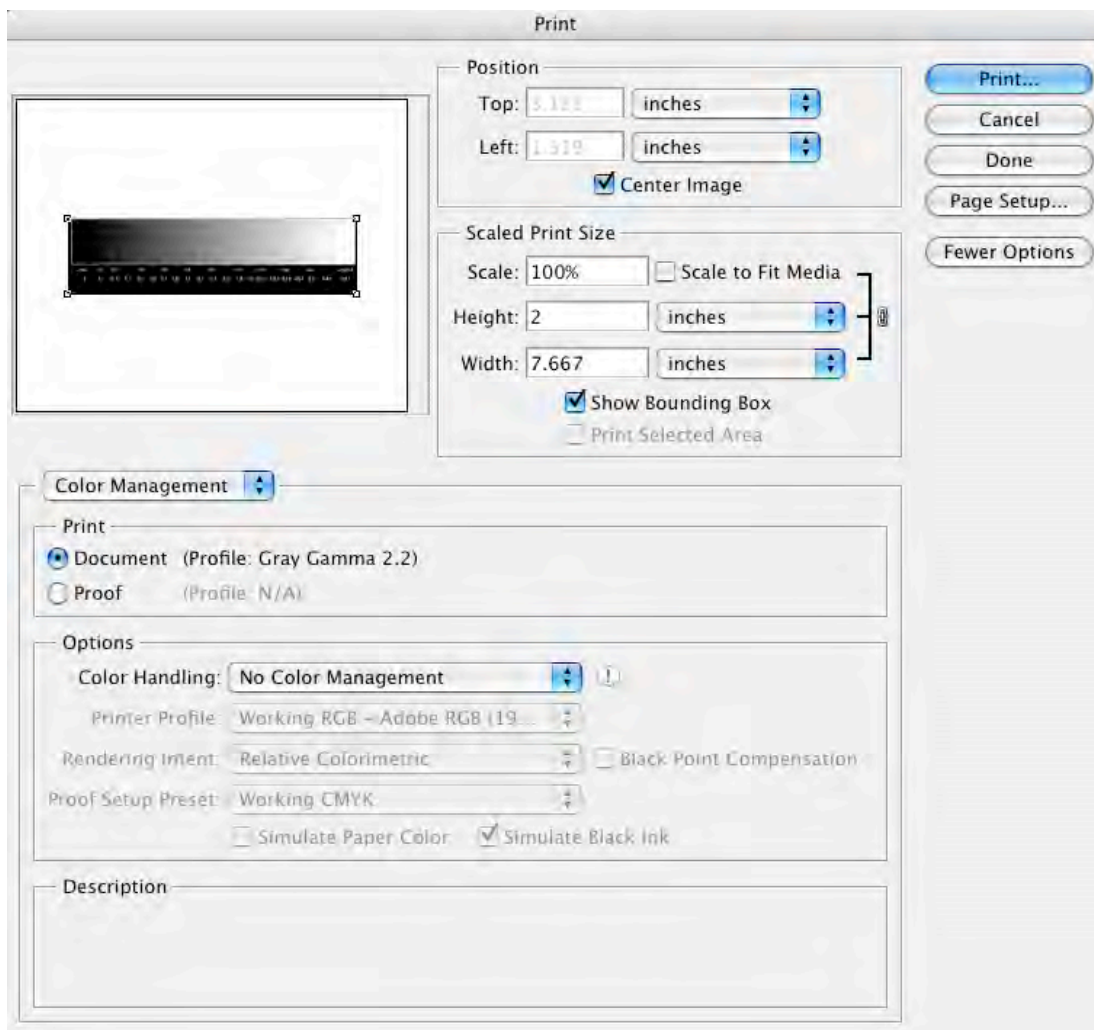 Print
Position
Top: inches
Left: 1.319 inches
Center Image
Scaled Print Size
Scale: 100% Scale to Fit Media
Height: 2 inches
Width: 7.667 inches
Show Bounding Box
Print Selected Area
Print...
Cancel
Done
Page Setup...
Fewer Options
Color Management
Print
Document (Profile: Gray Gamma 2.2)
Proof (Profile: N/A)
Options
Color Handling: No Color Management
Printer Profile: Working RGB - Adobe RGB (19...
Rendering Intent: Relative Colorimetric Black Point Compensation
Proof Setup Preset: Working CMYK
Simulate Paper Color Simulate Black Ink
Description